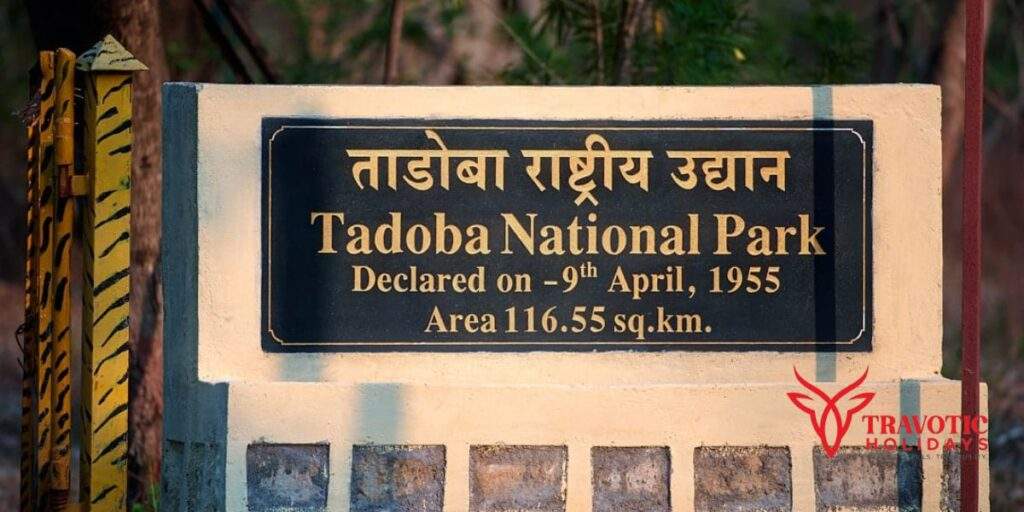 ताडोबा राष्ट्रीय उद्यान
Tadoba National Park
Declared on -9th April, 1955
Area 116.55 sq.km.
TRAVOTIC
HOLIDAYS